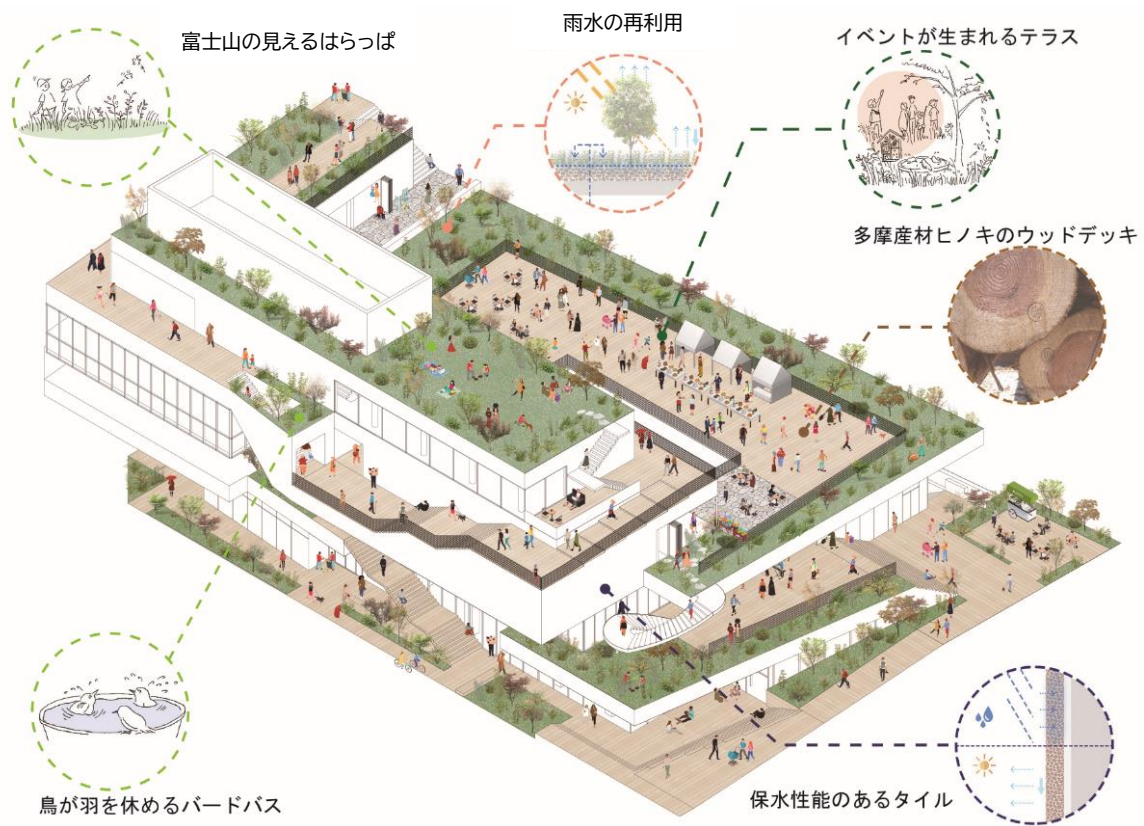 富士山の見えるはらっぱ
雨水の再利用
イベントが生まれるテラス
多摩産材ヒノキのウッドデッキ
鳥が羽を休めるバードバス
保水性能のあるタイル